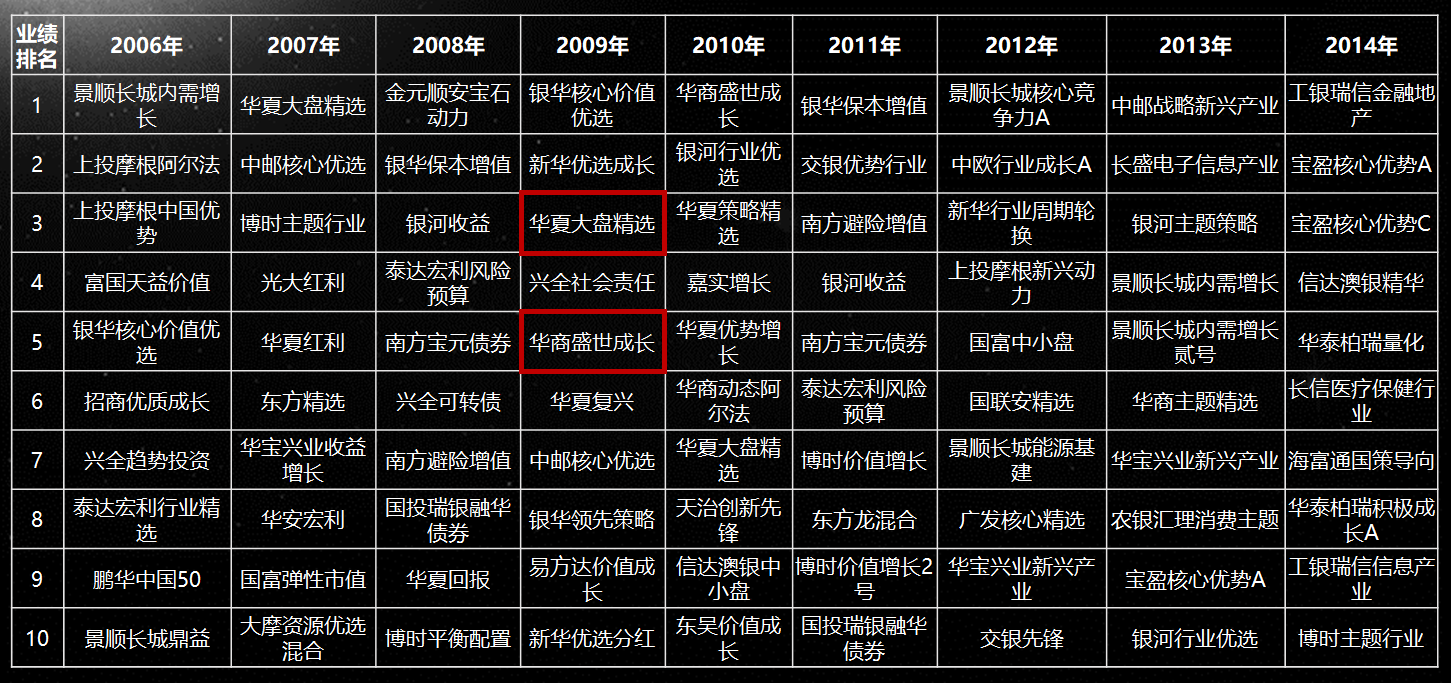 业绩排名 2006年 2007年 2008年 2009年 2010年 2011年 2012年 2013年 2014年
1 景顺长城内需增长 华夏大盘精选 金元顺安宝石动力 银华核心价值优选 华商盛世成长 银华保本增值 景顺长城核心竞争力A 中邮战略新兴产业 工银瑞信金融地产
2 上投摩根阿尔法 中邮核心优选 银华保本增值 新华优选成长 银河行业优选 交银优势行业 中欧行业成长A 长盛电子信息产业 宝盈核心优势A
3 上投摩根中国优势 博时主题行业 银河收益 华夏大盘精选 华夏策略精选 南方避险增值 新华行业周期轮换 银河主题策略 宝盈核心优势C
4 富国天益价值 光大红利 泰达宏利风险预算 兴全社会责任 嘉实增长 银河收益 上投摩根新兴动力 景顺长城内需增长 信达澳银精华
5 银华核心价值优选 华夏红利 南方宝元债券 华商盛世成长 华夏优势增长 南方宝元债券 国富中小盘 景顺长城内需增长贰号 华泰柏瑞量化
6 招商优质成长 东方精选 兴全可转债 华夏复兴 华商动态阿尔法 泰达宏利风险预算 国联安精选 华商主题精选 长信医疗保健行业
7 兴全趋势投资 华宝兴业收益增长 南方避险增值 中邮核心优选 华夏大盘精选 博时价值增长 景顺长城能源基建 华宝兴业新兴产业 海富通国策导向
8 泰达宏利行业精选 华安宏利 国投瑞银融华债券 银华领先策略 天治创新先锋 东方龙混合 广发核心精选 农银汇理消费主题 华泰柏瑞积极成长A
9 鹏华中国50 国富弹性市值 华夏回报 易方达价值成长 信达澳银中小盘 博时价值增长2号 华宝兴业新兴产业 宝盈核心优势A 工银瑞信信息产业
10 景顺长城鼎益 大摩资源优选混合 博时平衡配置 新华优选分红 东吴价值成长 国投瑞银融华债券 交银先锋 银河行业优选 博时主题行业